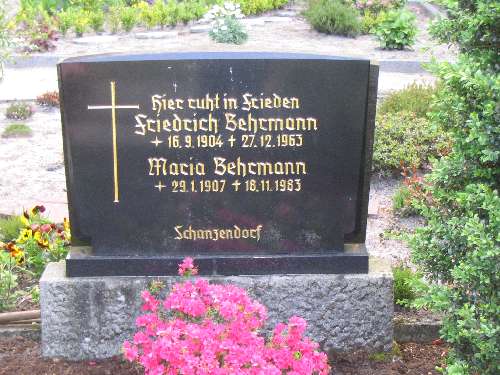 Hier ruht in Frieden
Friedrich Behrmann
+ 16.9.1904 + 27.12.1963
Maria Behrmann
+ 29.1.1907 + 18.11.1983
Schanzendorf